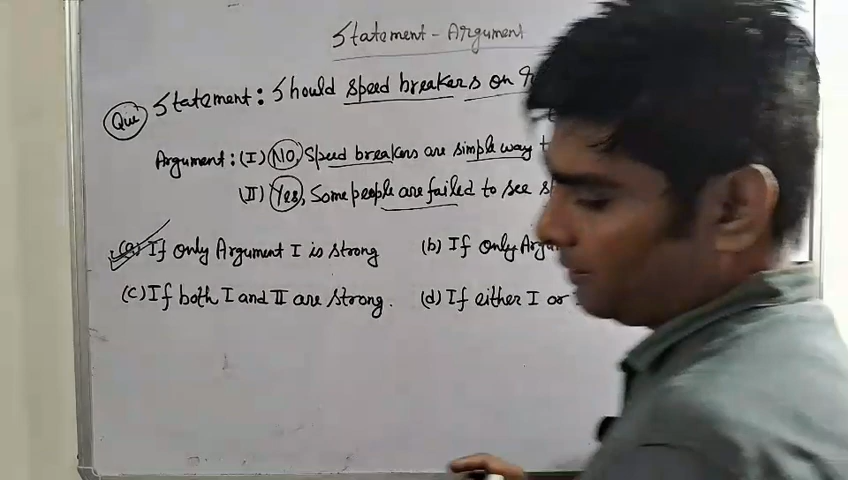 Statement - Argument
Que Statement: Should speed breakers on
Argument: (I) NO, Speed breakers are simple way
(II) Yes, Some people are failed to see
(a) If only Argument I is strong
(b) If only
(c) If both I and II are strong.
(d) If either I or